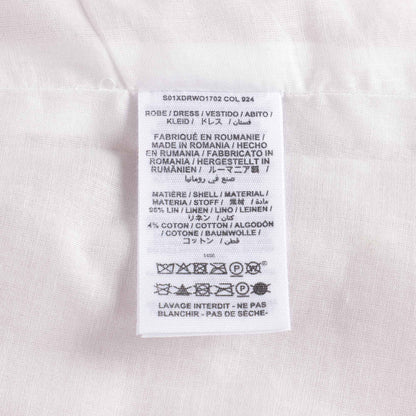 S01XDRWO1702 COL 924
ROBE / DRESS / VESTIDO / ABITO /
KLEID / ドレス / فستان
FABRIQUÉ EN ROUMANIE /
MADE IN ROMANIA / HECHO
EN RUMANIA / FABBRICATO IN
ROMANIA / HERGESTELLT IN
RUMÄNIEN / ルーマニア製 /
صنع في رومانيا
MATIÈRE / SHELL / MATERIAL /
MATERIA / STOFF / 素材 / مادة
96% LIN / LINEN / LINO / LEINEN /
リネン / كتان
4% COTON / COTTON / ALGODÓN
/ COTONE / BAUMWOLLE /
コットン / قطن
1456
P W
P
LAVAGE INTERDIT - NE PAS
BLANCHIR - PAS DE SÈCHE-